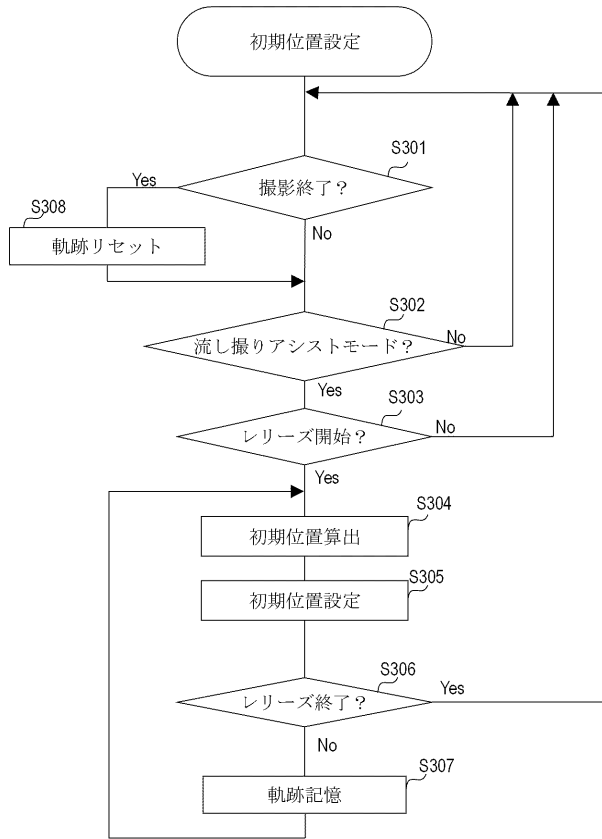 初期位置設定
S301
撮影終了？
Yes
No
S308
軌跡リセット
S302
流し撮りアシストモード？
No
Yes
S303
レリーズ開始？
No
Yes
S304
初期位置算出
S305
初期位置設定
S306
レリーズ終了？
Yes
No
S307
軌跡記憶